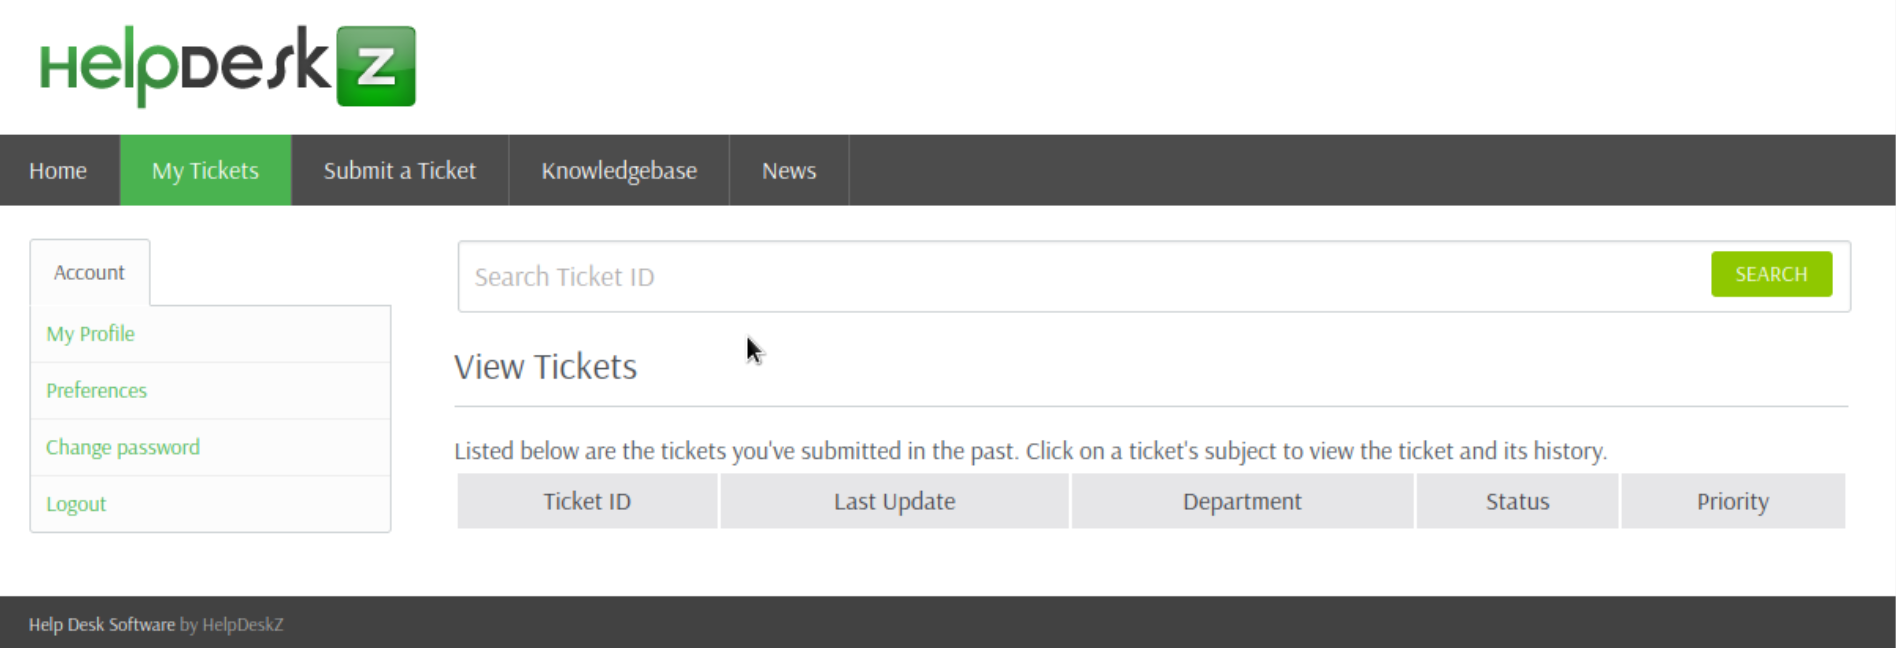 HelpDesk Z
Home My Tickets Submit a Ticket Knowledgebase News
Account
My Profile
Preferences
Change password
Logout
Search Ticket ID SEARCH
View Tickets
Listed below are the tickets you've submitted in the past. Click on a ticket's subject to view the ticket and its history.
Ticket ID Last Update Department Status Priority
Help Desk Software by HelpDeskZ